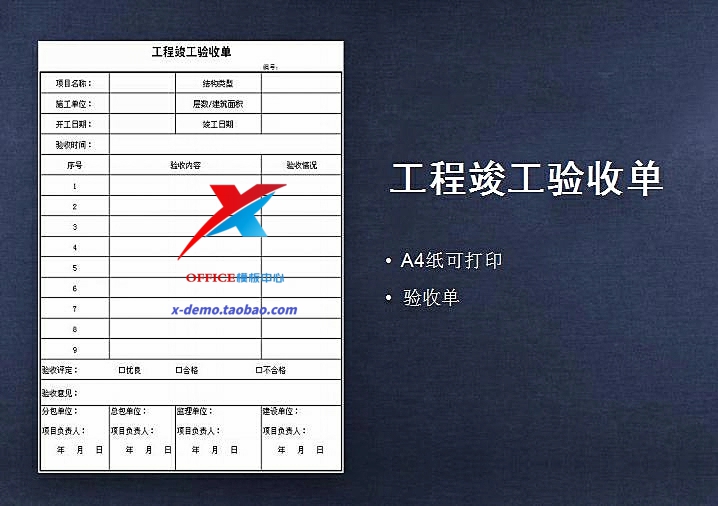 工程竣工验收单
编号:
项目名称： 结构类型
施工单位： 层数/建筑面积
开工日期： 竣工日期
验收时间：
序号 验收内容 验收情况
1
2
3
4
5
6
7
8
9
OFFICE模板中心
x-demo.taobao.com
验收评定： 口优良 口合格 口不合格
验收意见：
分包单位： 总包单位： 监理单位： 建设单位：
项目负责人： 项目负责人： 项目负责人： 项目负责人：
年 月 日 年 月 日 年 月 日 年 月 日
工程竣工验收单
• A4纸可打印
• 验收单